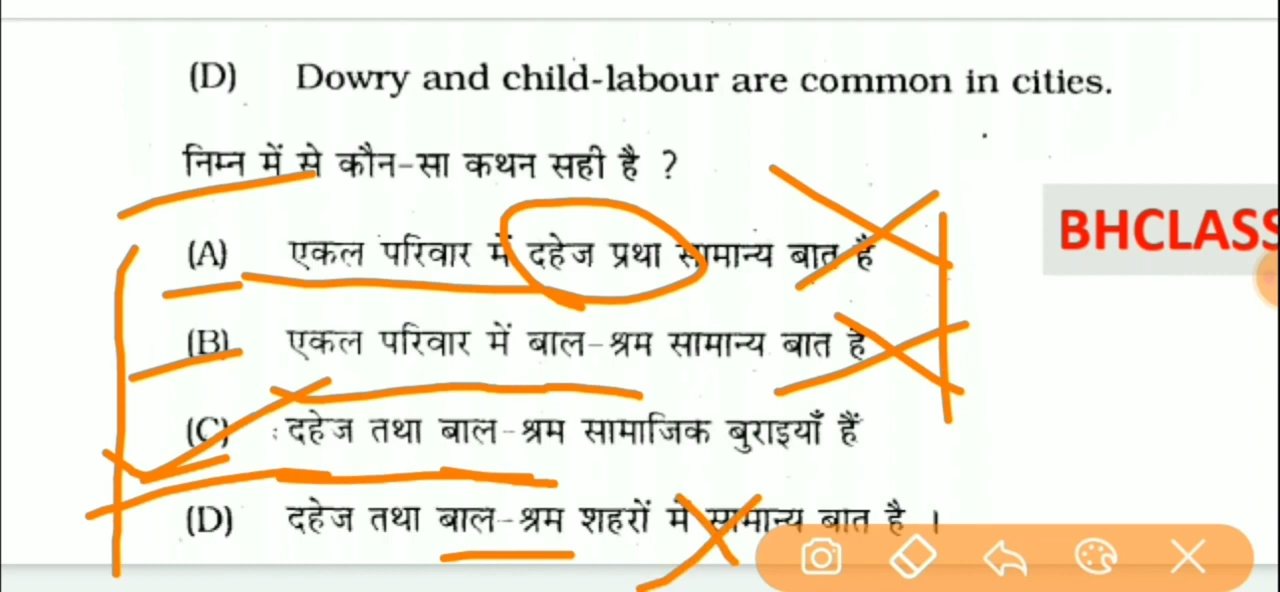 (D) Dowry and child-labour are common in cities.
निम्न में से कौन-सा कथन सही है ?
BHCLASS
(A) एकल परिवार में दहेज प्रथा सामान्य बात है
(B) एकल परिवार में बाल-श्रम सामान्य बात है
(C) दहेज तथा बाल-श्रम सामाजिक बुराइयाँ हैं
(D) दहेज तथा बाल-श्रम शहरों में सामान्य बात है ।